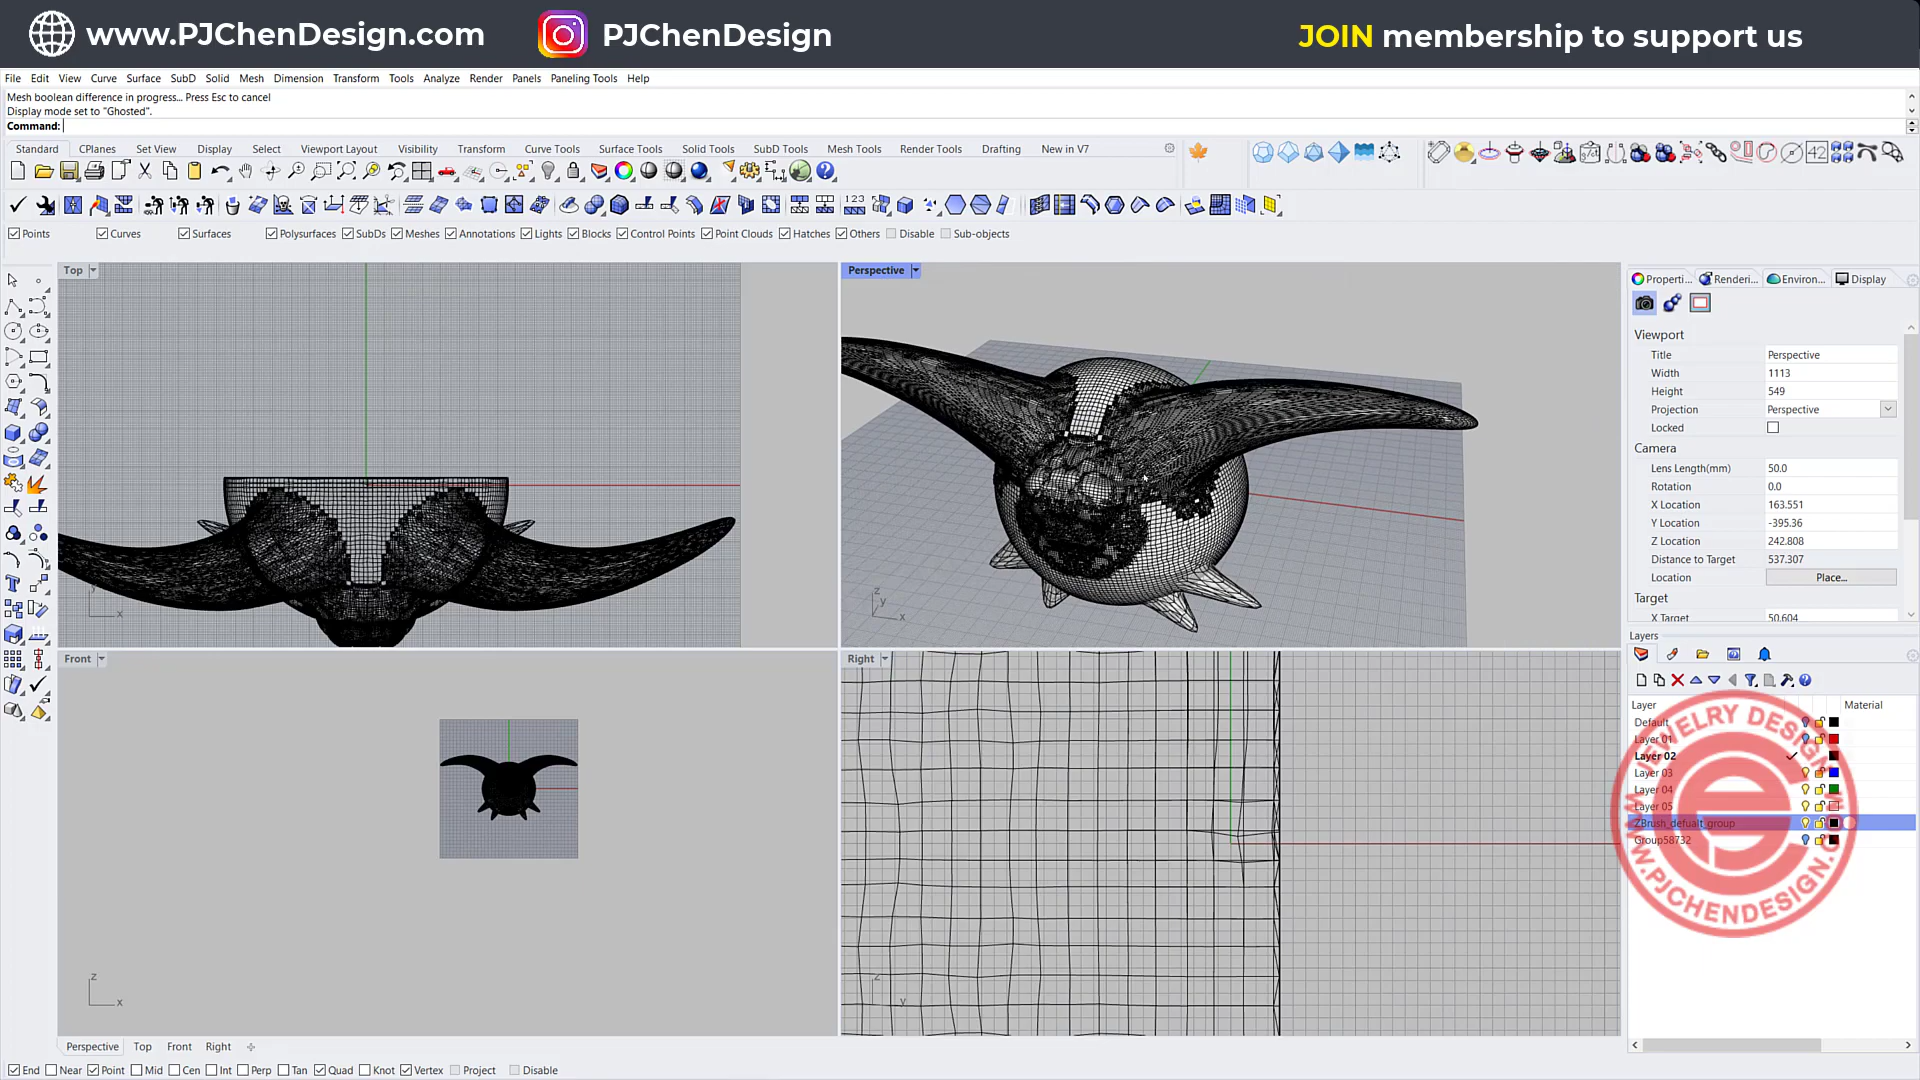 www.PJChenDesign.com PJChenDesign JOIN membership to support us
File Edit View Curve Surface SubD Solid Mesh Dimension Transform Tools Analyze Render Panels Paneling Tools Help
Mesh boolean difference in progress... Press Esc to cancel
Display mode set to "Ghosted".
Command:
Standard CPlanes Set View Display Select Viewport Layout Visibility Transform Curve Tools Surface Tools Solid Tools SubD Tools Mesh Tools Render Tools Drafting New in V7
42
123
Points Curves Surfaces Polysurfaces SubDs Meshes Annotations Lights Blocks Control Points Point Clouds Hatches Others Disable Sub-objects
Top
Perspective
Properti... Renderi... Environ... Display
Viewport
Title Perspective
Width 1113
Height 549
Projection Perspective
Locked
Camera
Lens Length(mm) 50.0
Rotation 0.0
X Location 163.551
Y Location -395.36
Z Location 242.808
Distance to Target 537.307
Location Place...
Target
X Target 50.604
y x
z y x
Layers
Front
Right
Layer Material
Default
Layer 01
Layer 02
Layer 03
Layer 04
Layer 05
ZBrush_defualt_group
Group58732
JEWELRY DESIGN
WWW.PJCHENDESIGN.COM
z x
z y
Perspective Top Front Right
End Near Point Mid Cen Int Perp Tan Quad Knot Vertex Project Disable